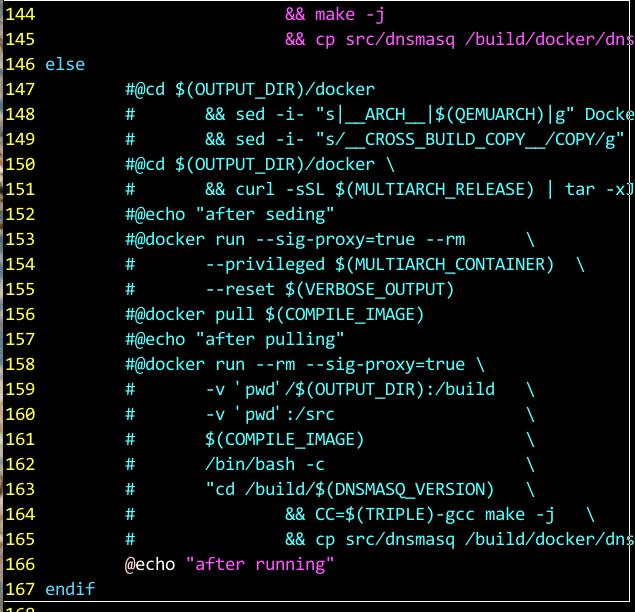 144 && make -j
145 && cp src/dnsmasq /build/docker/dns
146 else
147 #@cd $(OUTPUT_DIR)/docker
148 # && sed -i- "s|__ARCH__|$(QEMUARCH)|g" Docke
149 # && sed -i- "s/__CROSS_BUILD_COPY__/COPY/g"
150 #@cd $(OUTPUT_DIR)/docker \
151 # && curl -sSL $(MULTIARCH_RELEASE) | tar -xJ
152 #@echo "after seding"
153 #@docker run --sig-proxy=true --rm \
154 # --privileged $(MULTIARCH_CONTAINER) \
155 # --reset $(VERBOSE_OUTPUT)
156 #@docker pull $(COMPILE_IMAGE)
157 #@echo "after pulling"
158 #@docker run --rm --sig-proxy=true \
159 # -v 'pwd'/$(OUTPUT_DIR):/build \
160 # -v 'pwd':/src \
161 # $(COMPILE_IMAGE) \
162 # /bin/bash -c \
163 # "cd /build/$(DNSMASQ_VERSION) \
164 # && CC=$(TRIPLE)-gcc make -j \
165 # && cp src/dnsmasq /build/docker/dns
166 @echo "after running"
167 endif